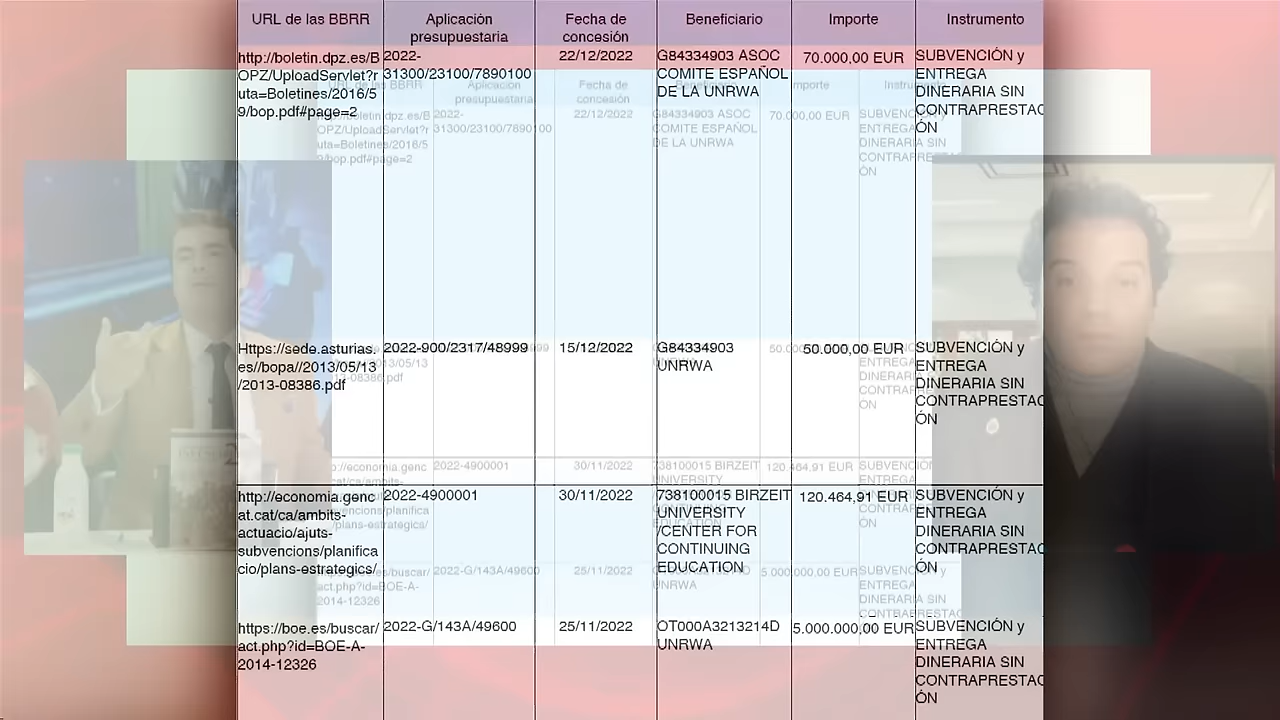 URL de las BBRR
Aplicación
presupuestaria
Fecha de
concesión
Beneficiario
Importe
Instrumento
http://boletin.dpz.es/B
OPZ/UploadServlet?r
uta=Boletines/2016/5
9/bop.pdf#page=2
2022-
31300/23100/7890100
22/12/2022
G84334903 ASOC
COMITE ESPAÑOL
DE LA UNRWA
70.000,00 EUR
SUBVENCIÓN y
ENTREGA
DINERARIA SIN
CONTRAPRESTAC
ÓN
Https://sede.asturias.
es//bopa//2013/05/13
/2013-08386.pdf
2022-900/2317/48999
15/12/2022
G84334903
UNRWA
50.000,00 EUR
SUBVENCIÓN y
ENTREGA
DINERARIA SIN
CONTRAPRESTAC
ÓN
http://economia.genc
at.cat/ca/ambits-
actuacio/ajuts-
subvencions/planifica
cio/plans-estrategics/
2022-4900001
30/11/2022
738100015 BIRZEIT
UNIVERSITY
/CENTER FOR
CONTINUING
EDUCATION
120.464,91 EUR
SUBVENCIÓN y
ENTREGA
DINERARIA SIN
CONTRAPRESTAC
ÓN
https://boe.es/buscar/
act.php?id=BOE-A-
2014-12326
2022-G/143A/49600
25/11/2022
OT000A3213214D
UNRWA
5.000.000,00 EUR
SUBVENCIÓN y
ENTREGA
DINERARIA SIN
CONTRAPRESTAC
ÓN